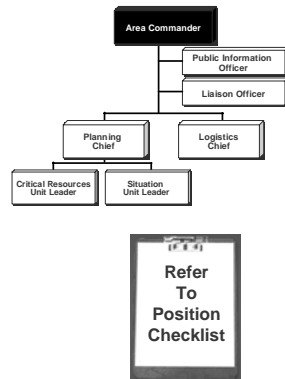 Area Commander
Public Information
Officer
Liaison Officer
Planning
Chief
Logistics
Chief
Critical Resources
Unit Leader
Situation
Unit Leader
Refer
To
Position
Checklist